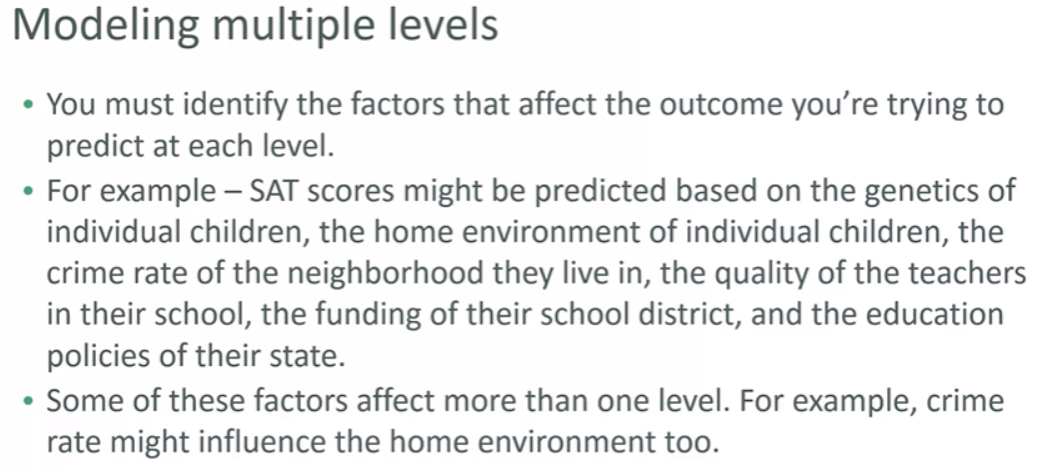 Modeling multiple levels
• You must identify the factors that affect the outcome you’re trying to
predict at each level.
• For example – SAT scores might be predicted based on the genetics of
individual children, the home environment of individual children, the
crime rate of the neighborhood they live in, the quality of the teachers
in their school, the funding of their school district, and the education
policies of their state.
• Some of these factors affect more than one level. For example, crime
rate might influence the home environment too.